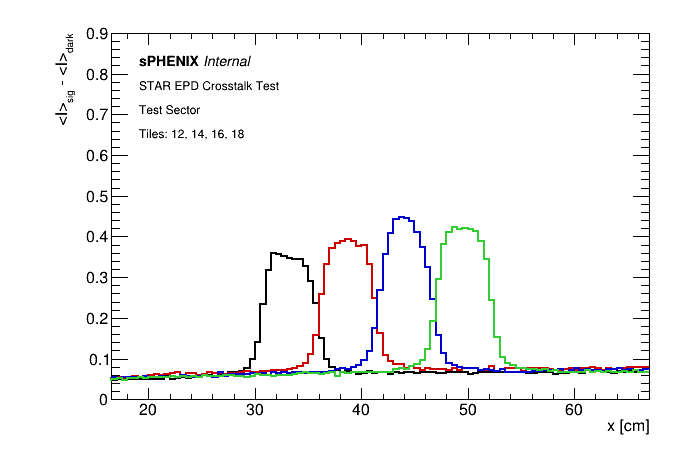 <I>sig - <I>dark
0.9
0.8
0.7
0.6
0.5
0.4
0.3
0.2
0.1
0
sPHENIX Internal
STAR EPD Crosstalk Test
Test Sector
Tiles: 12, 14, 16, 18
20 30 40 50 60
x [cm]